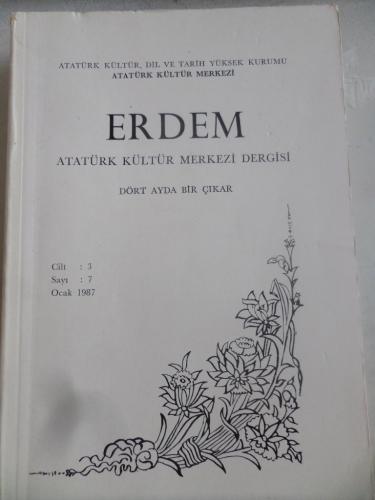 ATATÜRK KÜLTÜR, DİL VE TARİH YÜKSEK KURUMU
ATATÜRK KÜLTÜR MERKEZİ
ERDEM
ATATÜRK KÜLTÜR MERKEZİ DERGİSİ
DÖRT AYDA BİR ÇIKAR
Cilt : 3
Sayı : 7
Ocak 1987